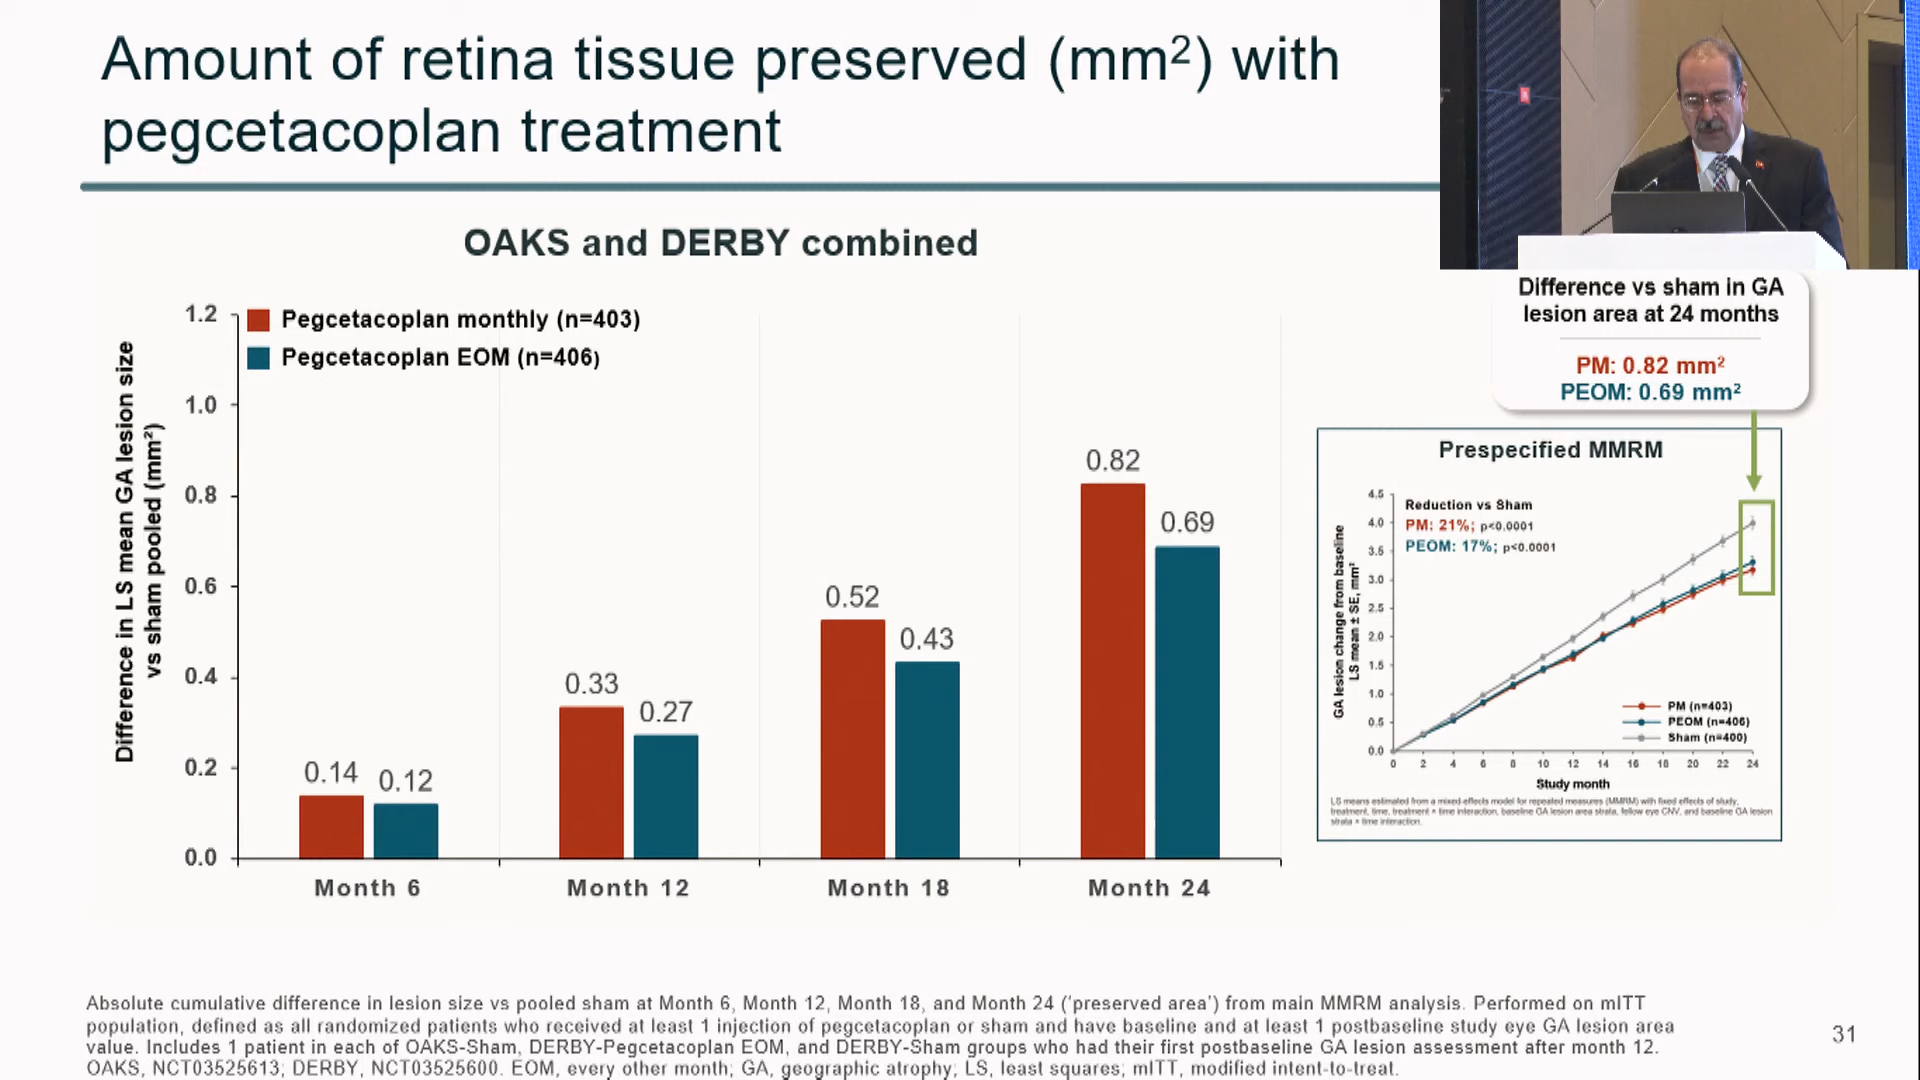 Amount of retina tissue preserved (mm²) with
pegcetacoplan treatment
OAKS and DERBY combined
Difference in LS mean GA lesion size
vs sham pooled (mm²)
1.2
1.0
0.8
0.6
0.4
0.2
0.0
Pegcetacoplan monthly (n=403)
Pegcetacoplan EOM (n=406)
0.14
0.12
0.33
0.27
0.52
0.43
0.82
0.69
Month 6
Month 12
Month 18
Month 24
Difference vs sham in GA
lesion area at 24 months
PM: 0.82 mm²
PEOM: 0.69 mm²
Prespecified MMRM
GA lesion change from baseline
LS mean ± SE, mm²
4.5
4.0
3.5
3.0
2.5
2.0
1.5
1.0
0.5
0.0
Reduction vs Sham
PM: 21%; p<0.0001
PEOM: 17%; p<0.0001
PM (n=403)
PEOM (n=406)
Sham (n=400)
0 2 4 6 8 10 12 14 16 18 20 22 24
Study month
LS means estimated from a mixed-effects model for repeated measures (MMRM) with fixed effects of study,
treatment, time, treatment × time interaction, baseline GA lesion area strata, fellow eye CNV, and baseline GA lesion
strata × time interaction.
Absolute cumulative difference in lesion size vs pooled sham at Month 6, Month 12, Month 18, and Month 24 (‘preserved area’) from main MMRM analysis. Performed on mITT
population, defined as all randomized patients who received at least 1 injection of pegcetacoplan or sham and have baseline and at least 1 postbaseline study eye GA lesion area
value. Includes 1 patient in each of OAKS-Sham, DERBY-Pegcetacoplan EOM, and DERBY-Sham groups who had their first postbaseline GA lesion assessment after month 12.
OAKS, NCT03525613; DERBY, NCT03525600. EOM, every other month; GA, geographic atrophy; LS, least squares; mITT, modified intent-to-treat.
31